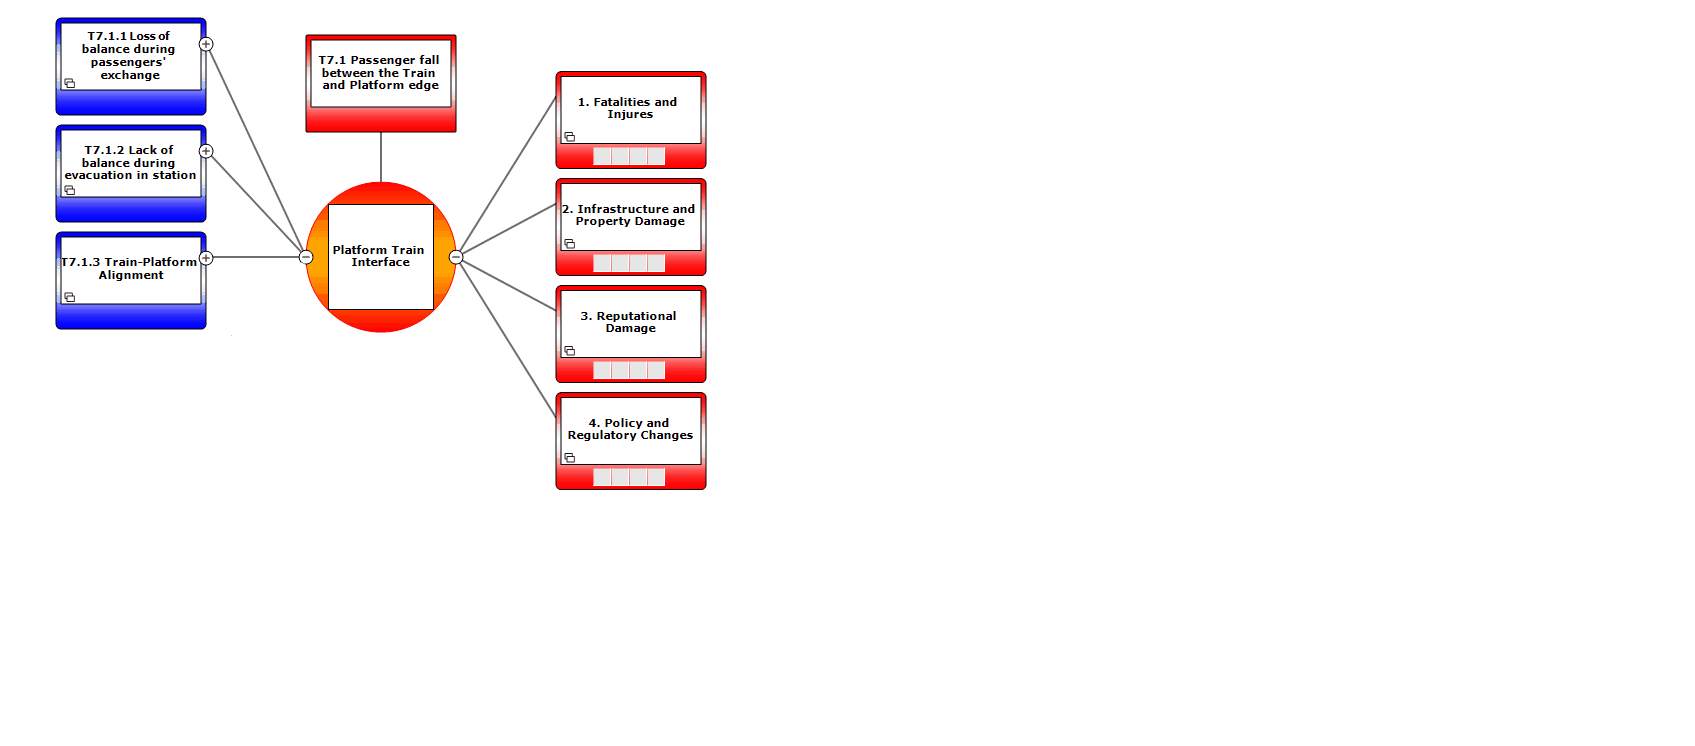 T7.1.1 Loss of
balance during
passengers'
exchange
T7.1.2 Lack of
balance during
evacuation in station
T7.1.3 Train-Platform
Alignment
T7.1 Passenger fall
between the Train
and Platform edge
Platform Train
Interface
1. Fatalities and
Injures
2. Infrastructure and
Property Damage
3. Reputational
Damage
4. Policy and
Regulatory Changes